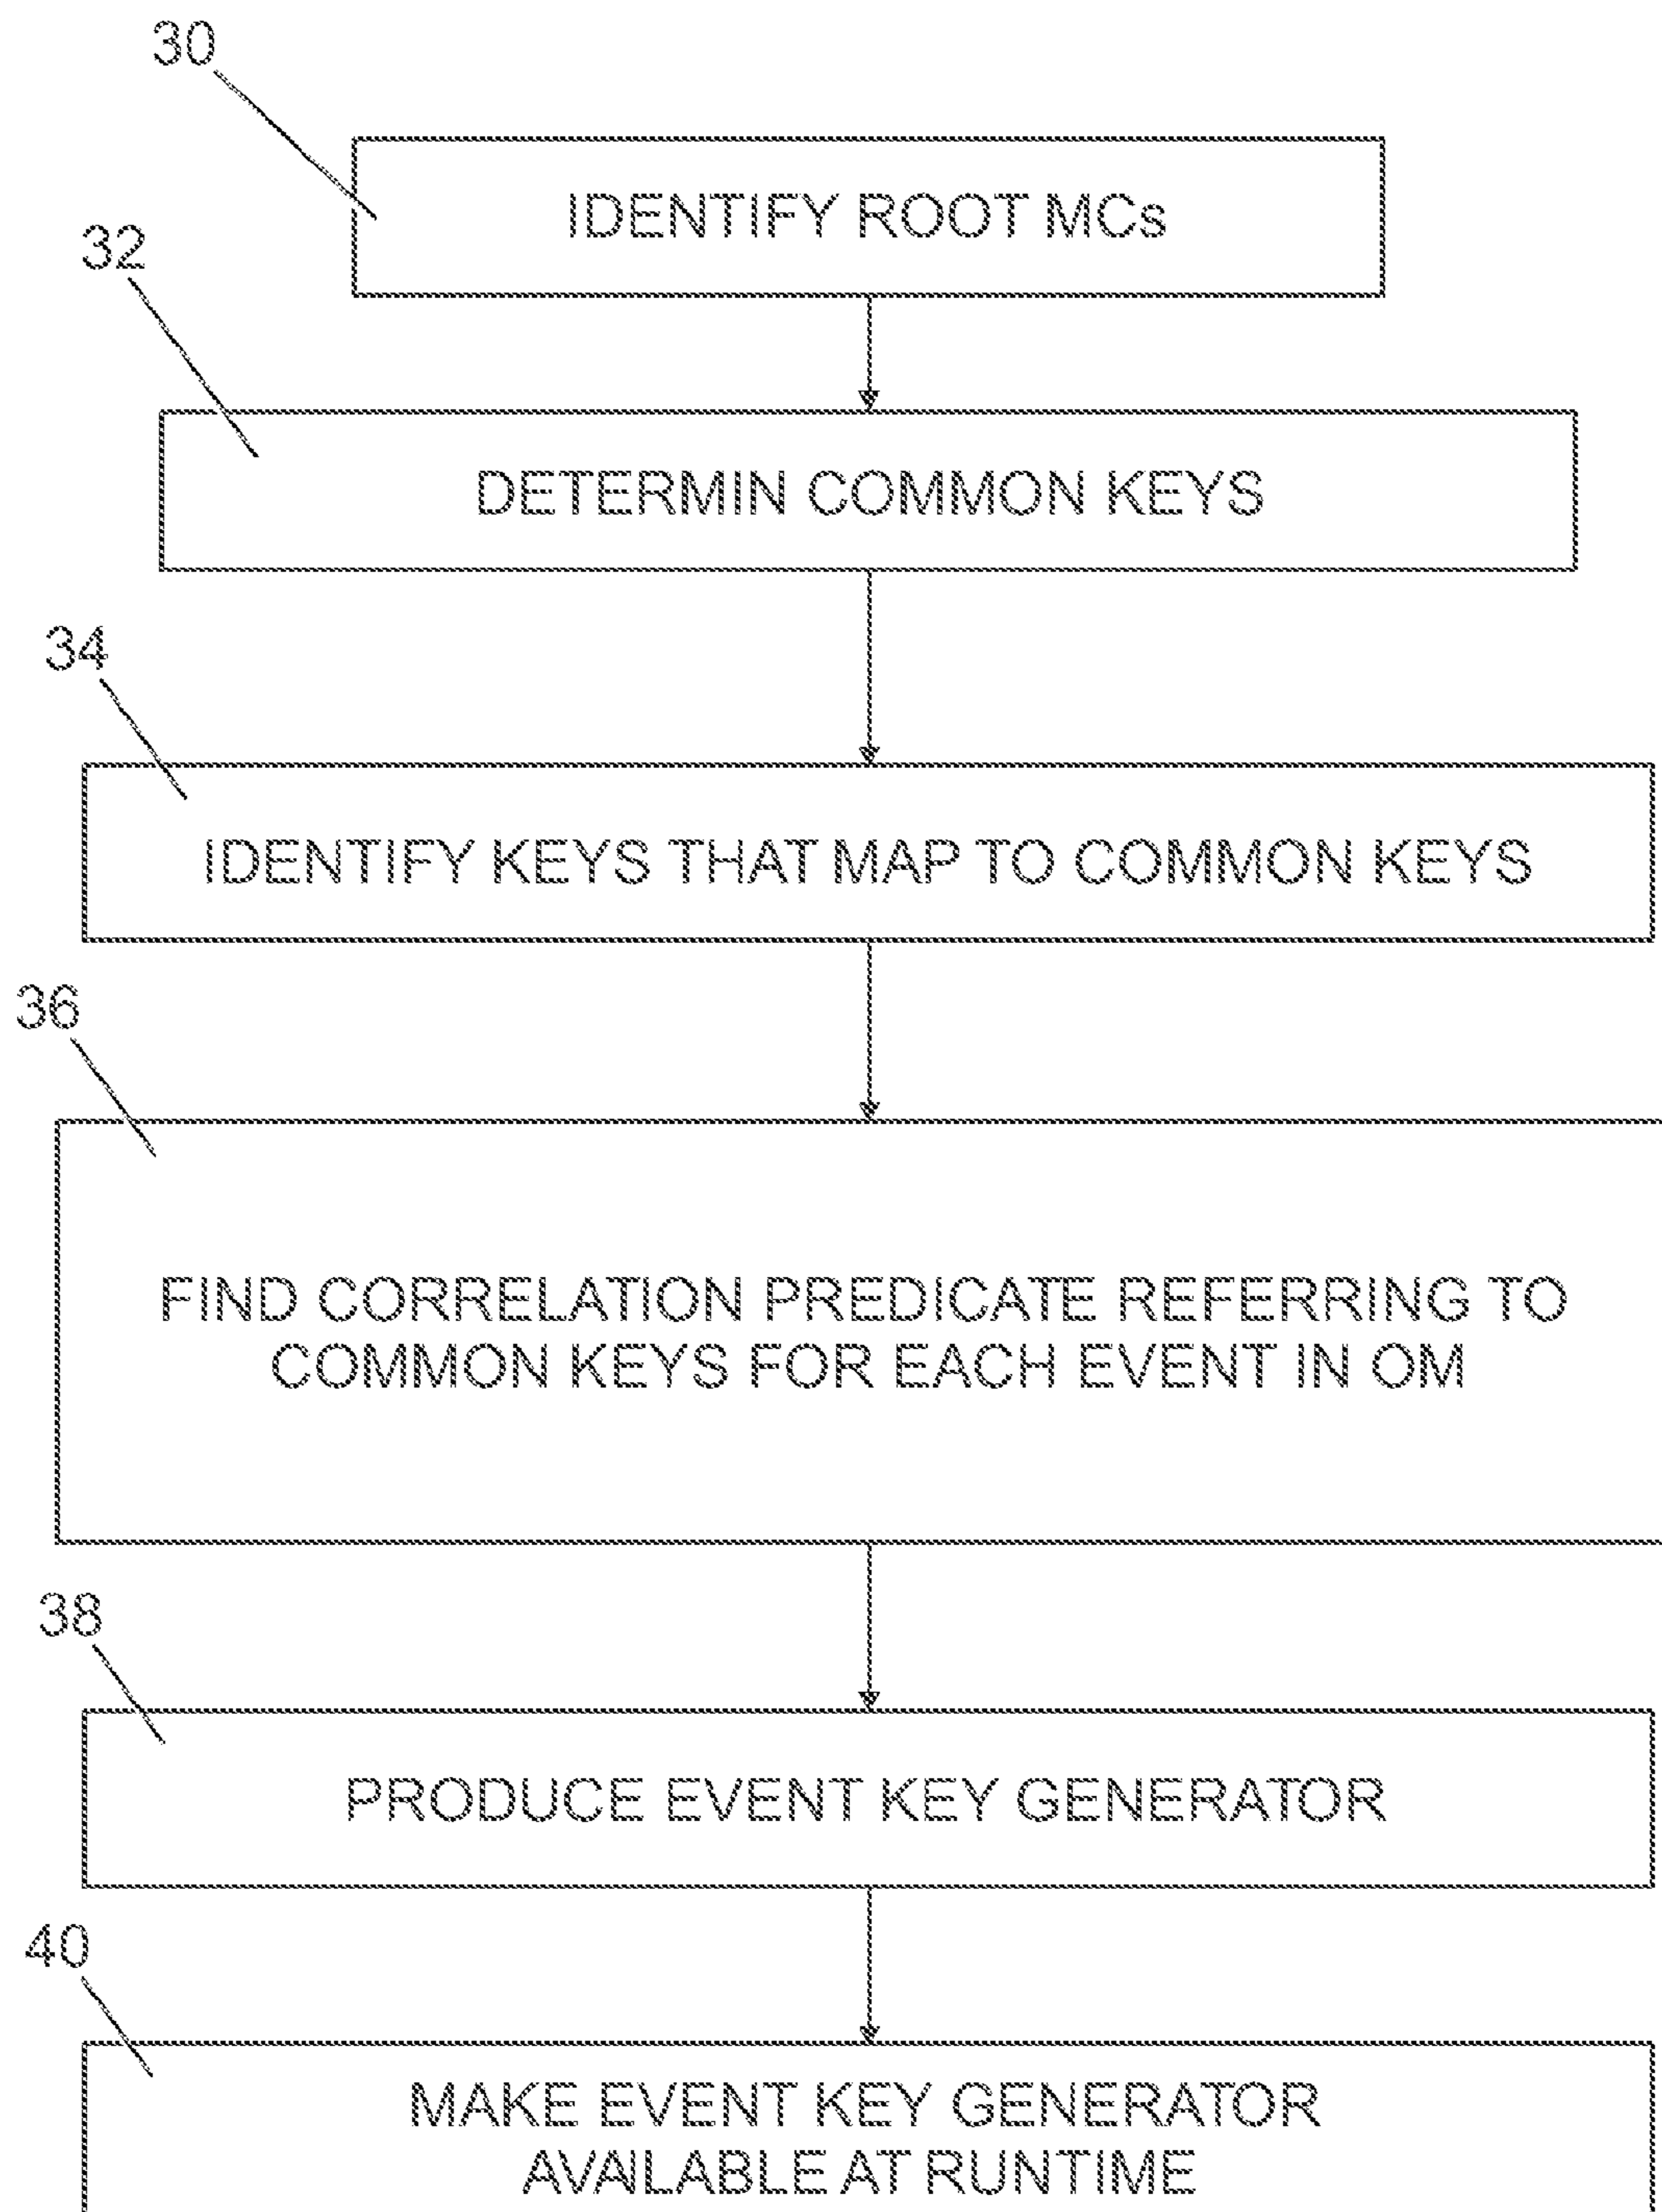 30
IDENTIFY ROOT MCs
32
DETERMIN COMMON KEYS
34
IDENTIFY KEYS THAT MAP TO COMMON KEYS
36
FIND CORRELATION PREDICATE REFERRING TO
COMMON KEYS FOR EACH EVENT IN OM
38
PRODUCE EVENT KEY GENERATOR
40
MAKE EVENT KEY GENERATOR
AVAILABLE AT RUNTIME